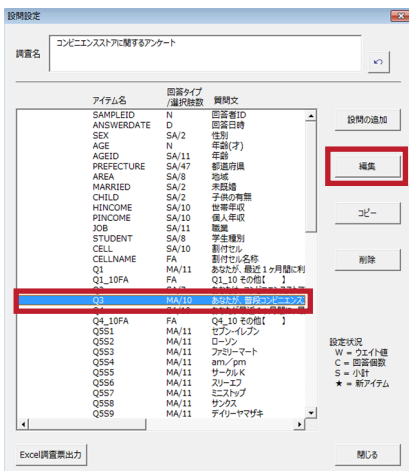 設問設定
調査名
コンビニエンスストアに関するアンケート
アイテム名 回答タイプ/選択肢数 質問文
SAMPLEID N 回答者ID
ANSWERDATE D 回答日時
SEX SA/2 性別
AGE N 年齢(才)
AGEID SA/11 年齢
PREFECTURE SA/47 都道府県
AREA SA/8 地域
MARRIED SA/2 未既婚
CHILD SA/2 子供の有無
HINCOME SA/10 世帯年収
PINCOME SA/10 個人年収
JOB SA/11 職業
STUDENT SA/8 学生種別
CELL SA/10 割付セル
CELLNAME FA 割付セル名称
Q1 MA/11 あなたが、最近1ヶ月間に利
Q1_10FA FA Q1_10 その他【 】
Q3 MA/10 あなたが、普段コンビニエンス
Q4_10FA FA Q4_10 その他【 】
Q5S1 MA/11 セブン-イレブン
Q5S2 MA/11 ローソン
Q5S3 MA/11 ファミリーマート
Q5S4 MA/11 am/pm
Q5S5 MA/11 サークルK
Q5S6 MA/11 スリーエフ
Q5S7 MA/11 ミニストップ
Q5S8 MA/11 サンクス
Q5S9 MA/11 デイリーヤマザキ
設問の追加
編集
コピー
削除
設定状況
W = ウエイト値
C = 回答個数
S = 小計
★ = 新アイテム
Excel調査票出力
閉じる